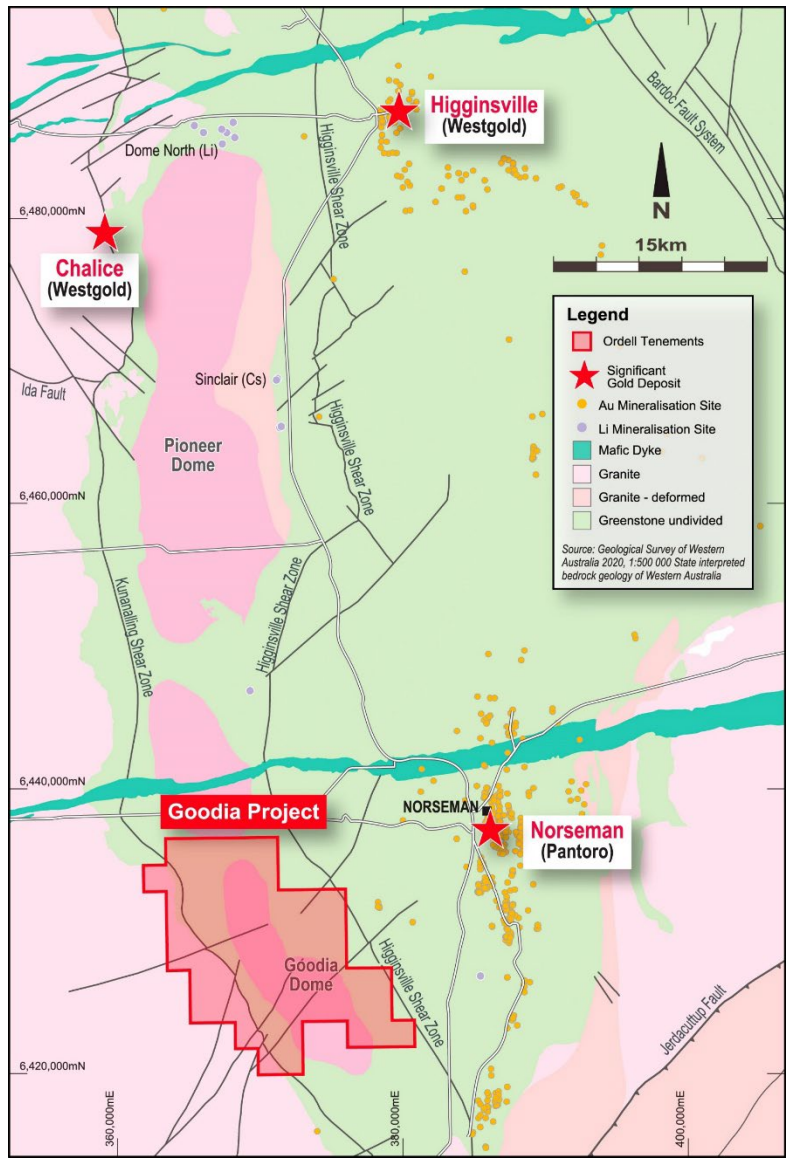 Higginsville
(Westgold)
Bardoc Fault System
Dome North (Li)
Higginsville Shear Zone
6,480,000mN
N
15km
Chalice
(Westgold)
Legend
Ordell Tenements
Significant
Gold Deposit
Au Mineralisation Site
Li Mineralisation Site
Mafic Dyke
Granite
Granite - deformed
Greenstone undivided
Source: Geological Survey of Western
Australia 2020, 1:500 000 State interpreted
bedrock geology of Western Australia
Ida Fault
Sinclair (Cs)
Higginsville Shear Zone
Pioneer
Dome
6,460,000mN
Kunanalling Shear Zone
Higginsville Shear Zone
6,440,000mN
Goodia Project
NORSEMAN
Norseman
(Pantoro)
Goodia
Dome
Higginsville Shear Zone
Jerdacuttup Fault
6,420,000mN
360,000mE
380,000mE
400,000mE